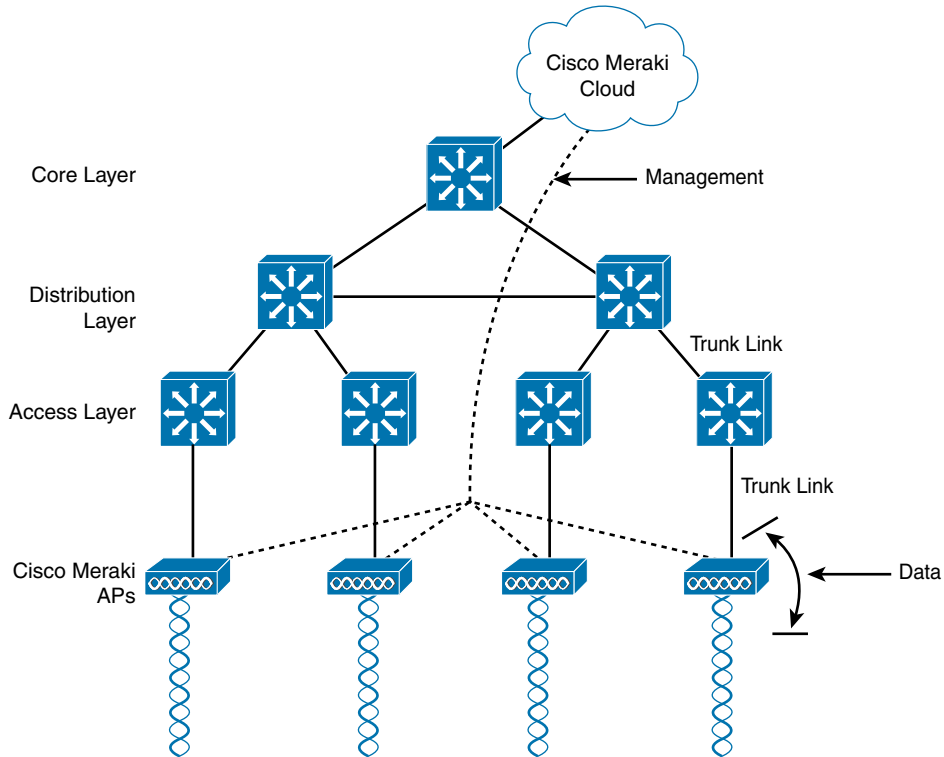 Cisco Meraki
Cloud
Core Layer
Management
Distribution
Layer
Trunk Link
Access Layer
Trunk Link
Cisco Meraki
APs
Data